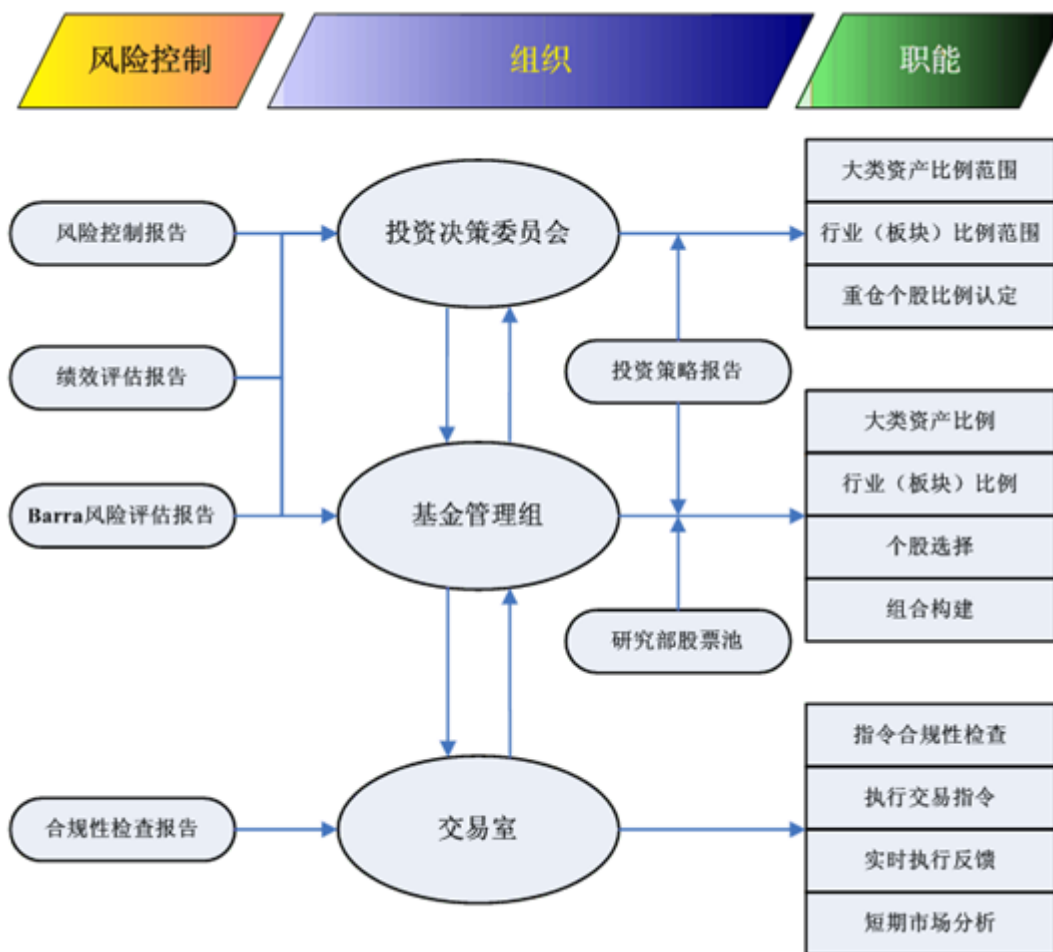 风险控制
组织
职能
风险控制报告
绩效评估报告
Barra风险评估报告
合规性检查报告
投资决策委员会
基金管理组
交易室
投资策略报告
研究部股票池
大类资产比例范围
行业（板块）比例范围
重仓个股比例认定
大类资产比例
行业（板块）比例
个股选择
组合构建
指令合规性检查
执行交易指令
实时执行反馈
短期市场分析